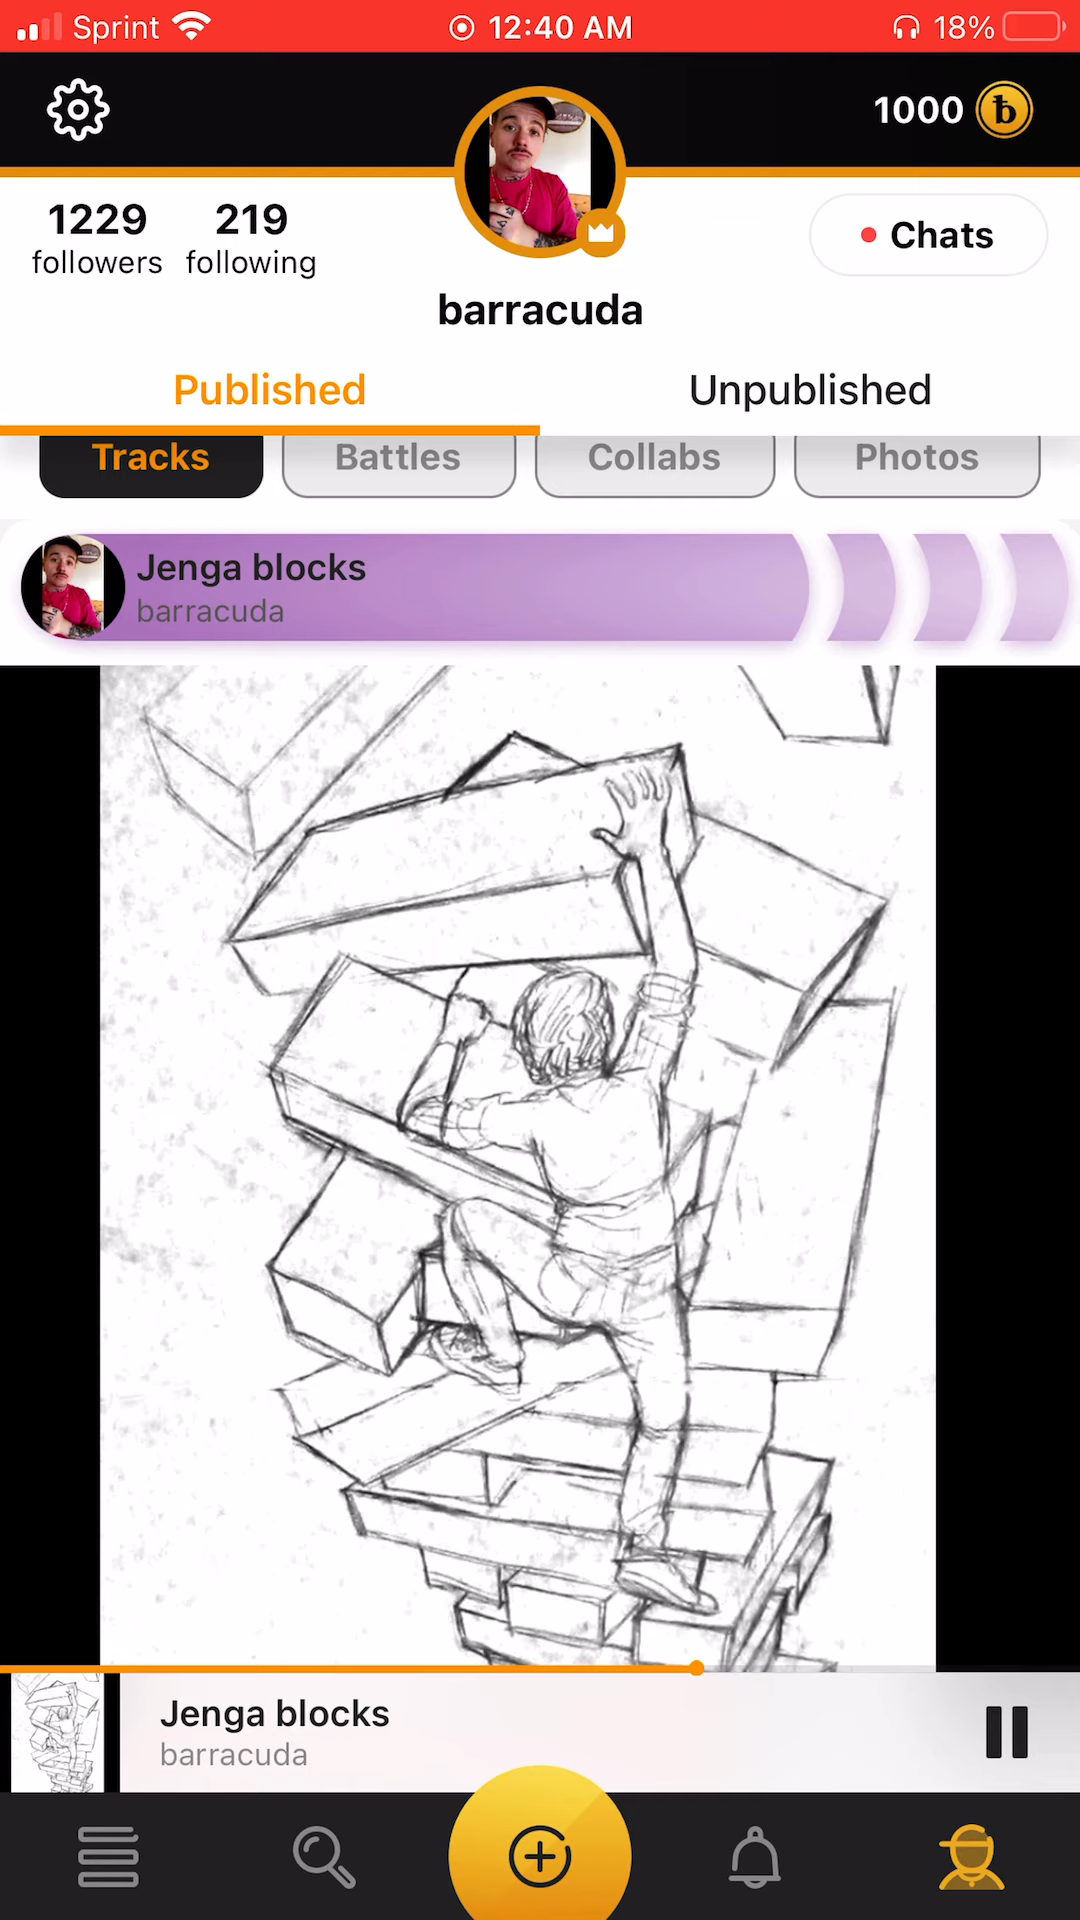 Sprint 12:40 AM 18%
1000
1229 219
followers following
Chats
barracuda
Published Unpublished
Tracks Battles Collabs Photos
Jenga blocks
barracuda
Jenga blocks
barracuda